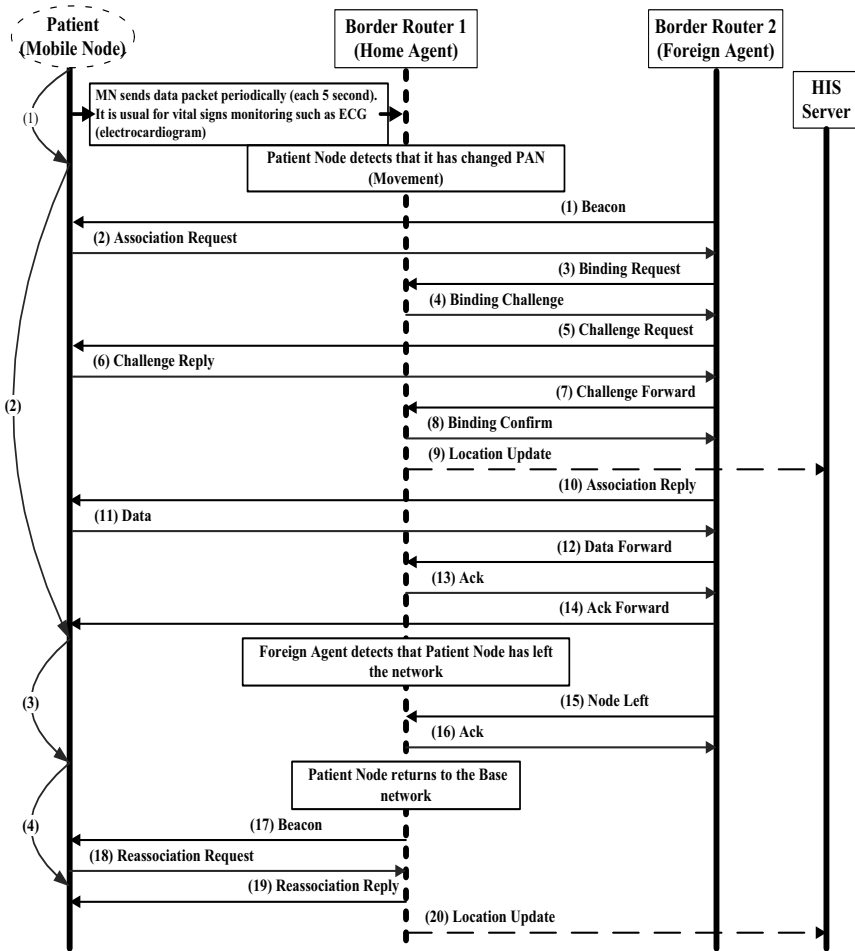 Patient
(Mobile Node)
Border Router 1
(Home Agent)
Border Router 2
(Foreign Agent)
HIS
Server
MN sends data packet periodically (each 5 second).
It is usual for vital signs monitoring such as ECG
(electrocardiogram)
(1)
Patient Node detects that it has changed PAN
(Movement)
(1) Beacon
(2) Association Request
(3) Binding Request
(4) Binding Challenge
(5) Challenge Request
(6) Challenge Reply
(7) Challenge Forward
(2)
(8) Binding Confirm
(9) Location Update
(10) Association Reply
(11) Data
(12) Data Forward
(13) Ack
(14) Ack Forward
Foreign Agent detects that Patient Node has left
the network
(3)
(15) Node Left
(16) Ack
Patient Node returns to the Base
network
(4)
(17) Beacon
(18) Reassociation Request
(19) Reassociation Reply
(20) Location Update